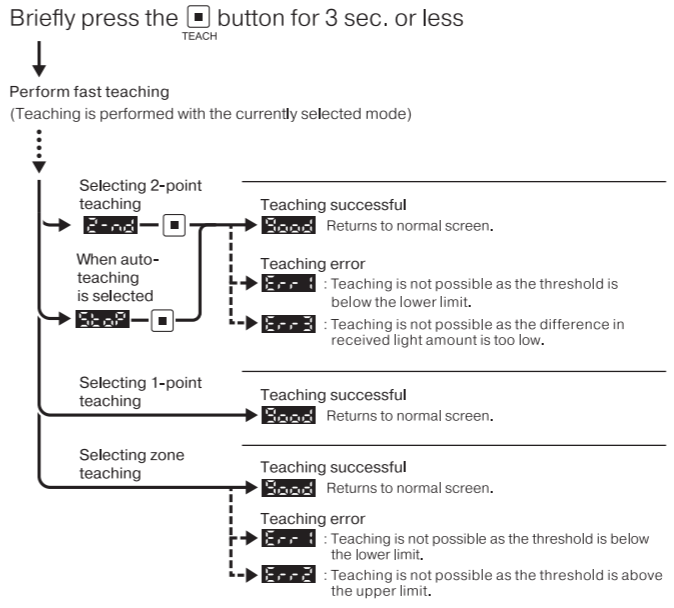 Briefly press the button for 3 sec. or less
TEACH
Perform fast teaching
(Teaching is performed with the currently selected mode)
Selecting 2-point
teaching
2-nd
Teaching successful
Good Returns to normal screen.
When auto-
teaching
is selected
StoP
Teaching error
Err 1 : Teaching is not possible as the threshold is
below the lower limit.
Err3 : Teaching is not possible as the difference in
received light amount is too low.
Selecting 1-point
teaching
Teaching successful
Good Returns to normal screen.
Selecting zone
teaching
Teaching successful
Good Returns to normal screen.
Teaching error
Err 1 : Teaching is not possible as the threshold is below
the lower limit.
Err2 : Teaching is not possible as the threshold is above
the upper limit.